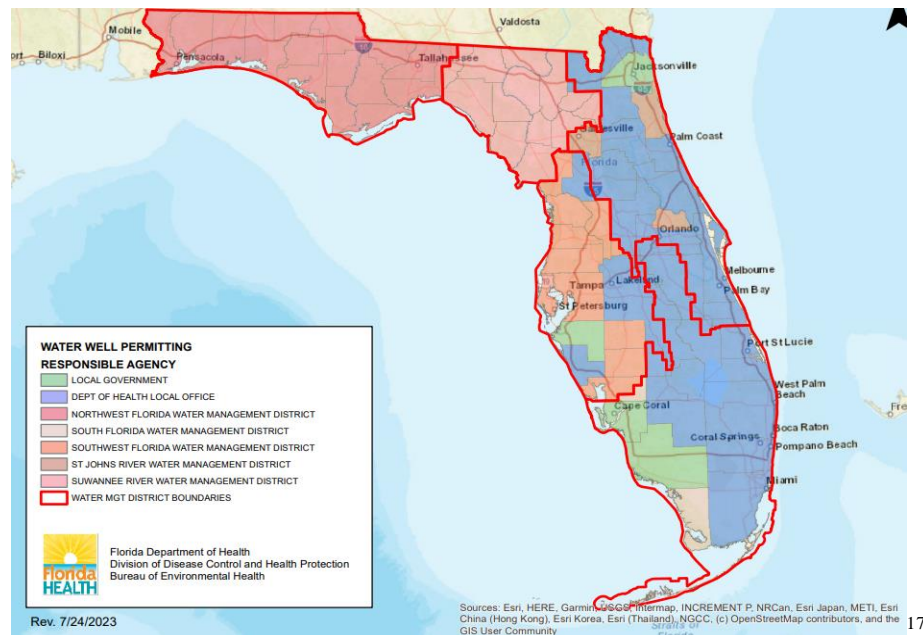 Valdosta
Mobile
ort
Biloxi
Pensacola
Tallahassee
Jacksonville
Palm Coast
Florida
Orlando
Melbourne
Palm Bay
Tampa
Lakeland
St Petersburg
Port St Lucie
West Palm
Beach
Cape Coral
Boca Raton
Coral Springs
Pompano Beach
Miami
Fre
WATER WELL PERMITTING
RESPONSIBLE AGENCY
LOCAL GOVERNMENT
DEPT OF HEALTH LOCAL OFFICE
NORTHWEST FLORIDA WATER MANAGEMENT DISTRICT
SOUTH FLORIDA WATER MANAGEMENT DISTRICT
SOUTHWEST FLORIDA WATER MANAGEMENT DISTRICT
ST JOHNS RIVER WATER MANAGEMENT DISTRICT
SUWANNEE RIVER WATER MANAGEMENT DISTRICT
WATER MGT DISTRICT BOUNDARIES
Florida
HEALTH
Florida Department of Health
Division of Disease Control and Health Protection
Bureau of Environmental Health
Rev. 7/24/2023
Sources: Esri, HERE, Garmin, USGS, Intermap, INCREMENT P, NRCan, Esri Japan, METI, Esri
China (Hong Kong), Esri Korea, Esri (Thailand), NGCC, (c) OpenStreetMap contributors, and the
GIS User Community
Straits of
17